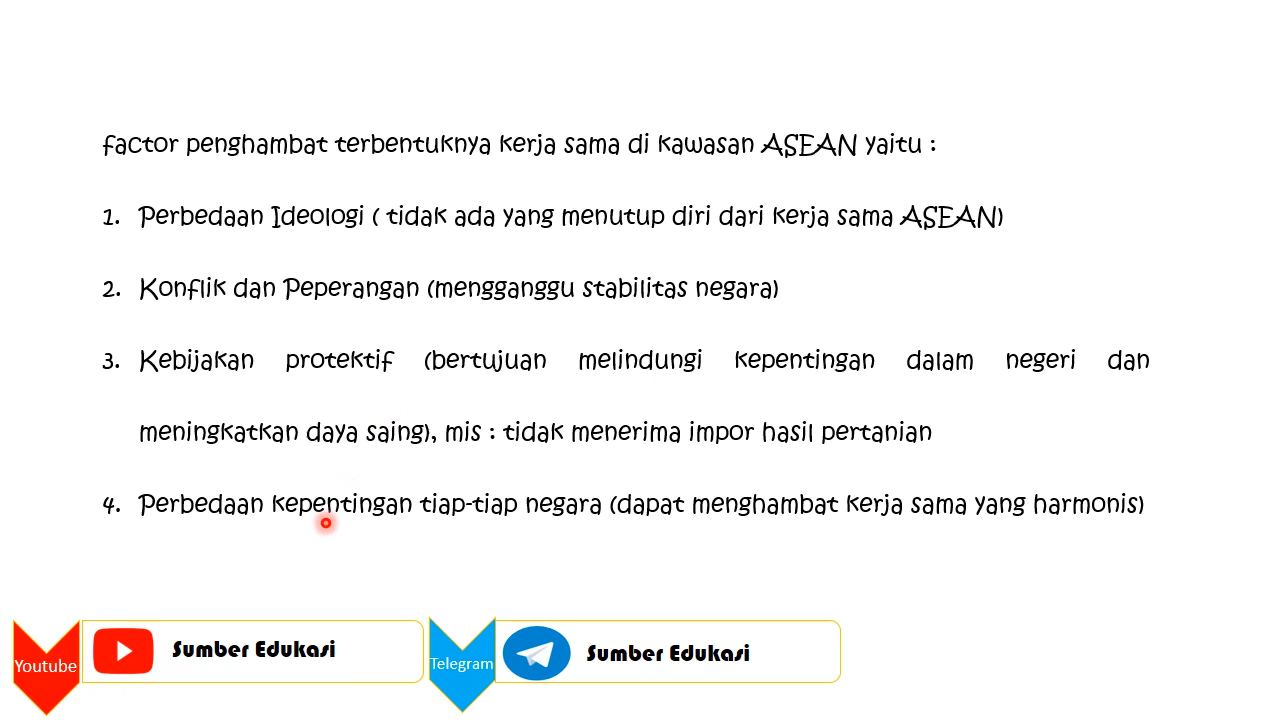 factor penghambat terbentuknya kerja sama di kawasan ASEAN yaitu :
1. Perbedaan Ideologi ( tidak ada yang menutup diri dari kerja sama ASEAN)
2. Konflik dan Peperangan (mengganggu stabilitas negara)
3. Kebijakan protektif (bertujuan melindungi kepentingan dalam negeri dan
meningkatkan daya saing), mis : tidak menerima impor hasil pertanian
4. Perbedaan kepentingan tiap-tiap negara (dapat menghambat kerja sama yang harmonis)
Youtube
Sumber Edukasi
Telegram
Sumber Edukasi